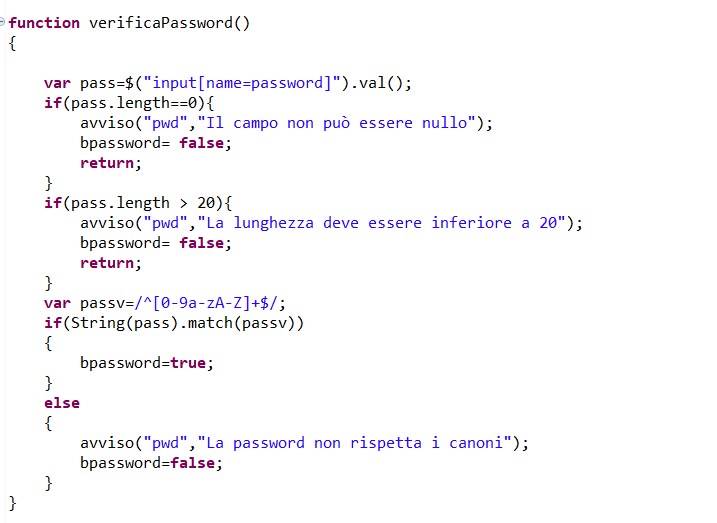 function verificaPassword()
{
var pass=$("input[name=password]").val();
if(pass.length==0){
avviso("pwd","Il campo non può essere nullo");
bpassword= false;
return;
}
if(pass.length > 20){
avviso("pwd","La lunghezza deve essere inferiore a 20");
bpassword= false;
return;
}
var passv=/^[0-9a-zA-Z]+$/;
if(String(pass).match(passv))
{
bpassword=true;
}
else
{
avviso("pwd","La password non rispetta i canoni");
bpassword=false;
}
}